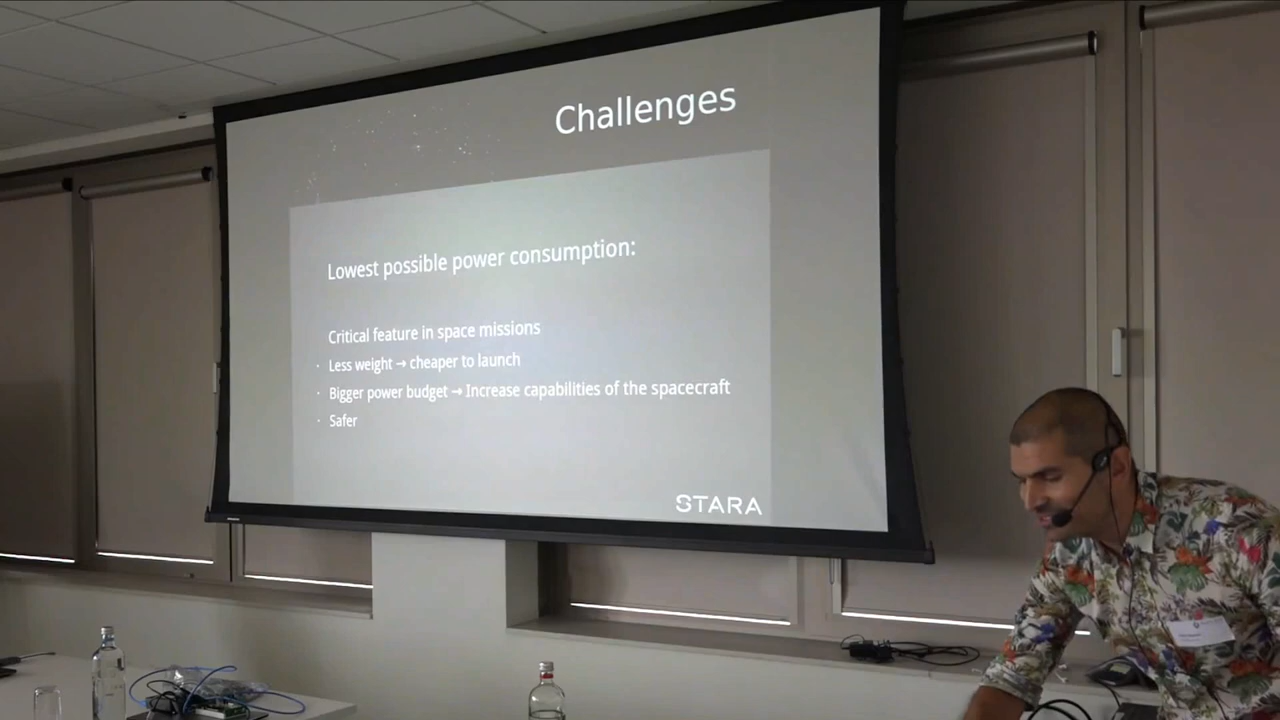 Challenges
Lowest possible power consumption:
Critical feature in space missions
· Less weight → cheaper to launch
· Bigger power budget → Increase capabilities of the spacecraft
· Safer
STARA